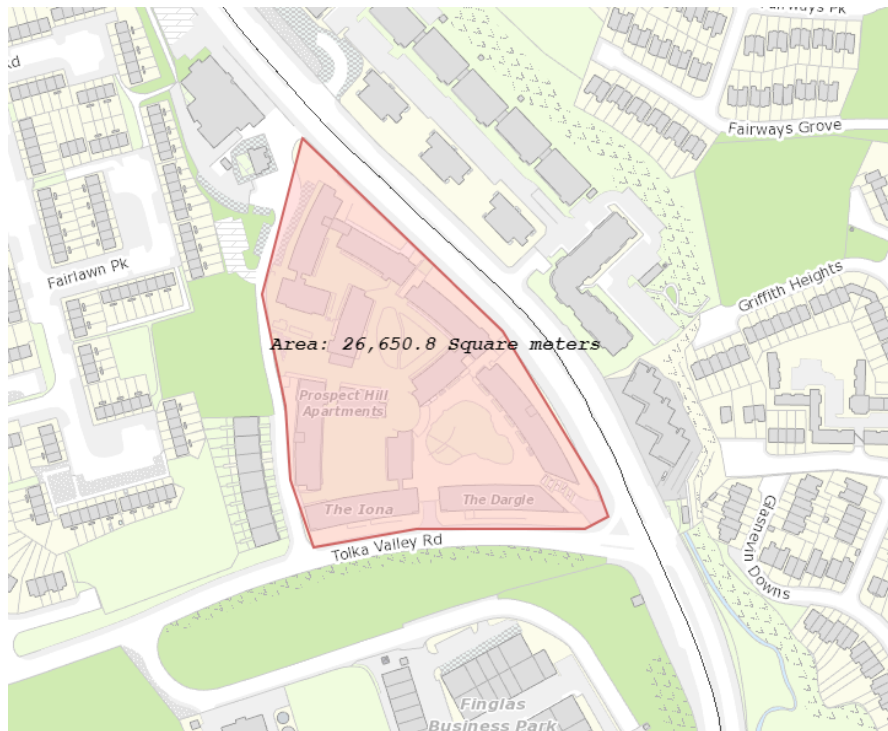 Fairways Pk
Rd
Fairways Grove
Fairlawn Pk
Griffith Heights
Area: 26,650.8 Square meters
Prospect Hill
Apartments
The Iona
The Dargle
Glasnevin Downs
Tolka Valley Rd
Finglas
Business Park